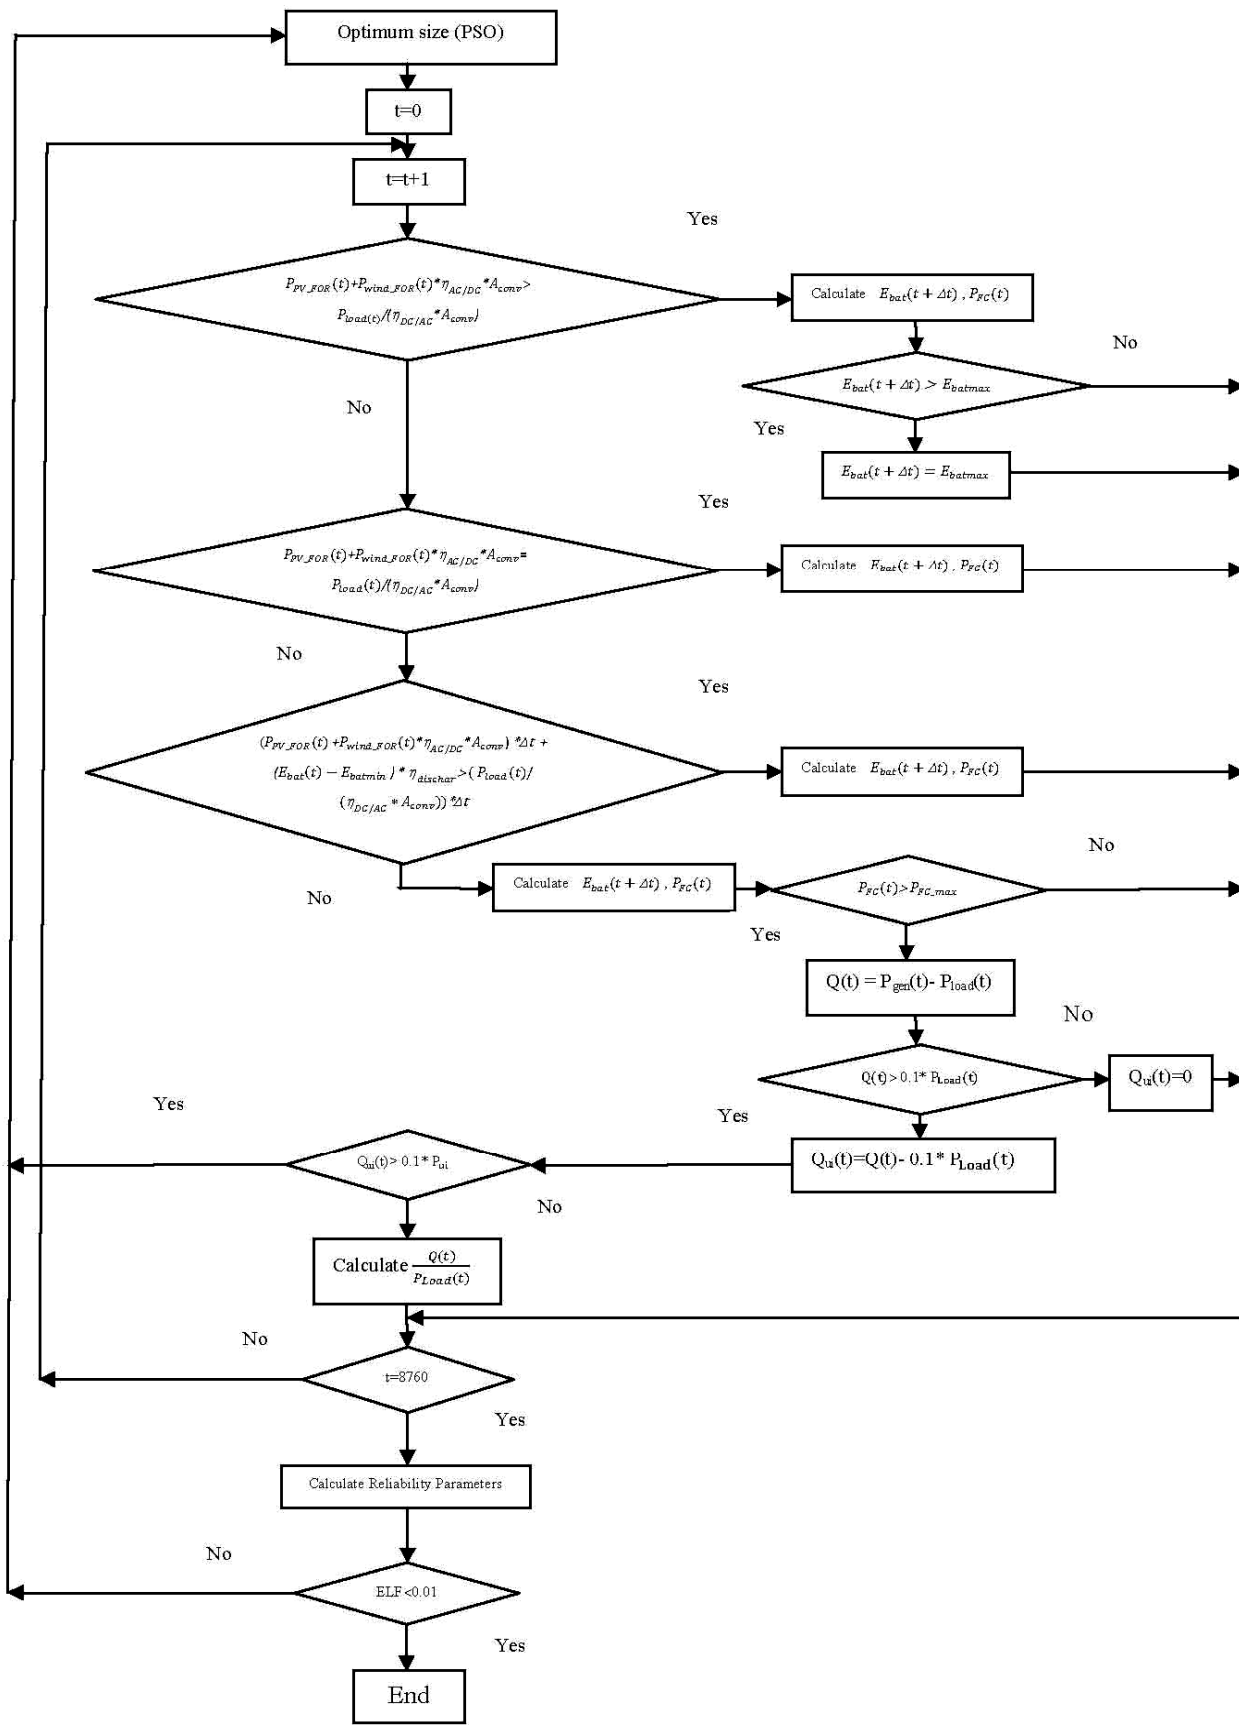 Optimum size (PSO)
t=0
t=t+1
Yes
P_PV_FOR(t)+P_wind_FOR(t)*η_AC/DC*A_conv>
P_load(t)/(η_DC/AC*A_conv)
Calculate E_bat(t + Δt) , P_FC(t)
No
E_bat(t + Δt) > E_batmax
No
Yes
E_bat(t + Δt) = E_batmax
Yes
P_PV_FOR(t)+P_wind_FOR(t)*η_AC/DC*A_conv=
P_load(t)/(η_DC/AC*A_conv)
Calculate E_bat(t + Δt) , P_FC(t)
No
Yes
(P_PV_FOR(t) +P_wind_FOR(t)*η_AC/DC*A_conv) *Δt +
(E_bat(t) − E_batmin) * η_dischar>(P_load(t)/
(η_DC/AC * A_conv)) *Δt
Calculate E_bat(t + Δt) , P_FC(t)
No
No
Calculate E_bat(t + Δt) , P_FC(t)
P_FC(t)>P_FC_max
Yes
Q(t) = P_gen(t)- P_load(t)
No
Q(t) > 0.1* P_Load(t)
Q_ui(t)=0
Yes
Yes
Q_ui(t) > 0.1* P_ui
Q_ui(t)=Q(t)- 0.1* P_Load(t)
No
Calculate Q(t)/P_Load(t)
No
t=8760
Yes
Calculate Reliability Parameters
No
ELF<0.01
Yes
End